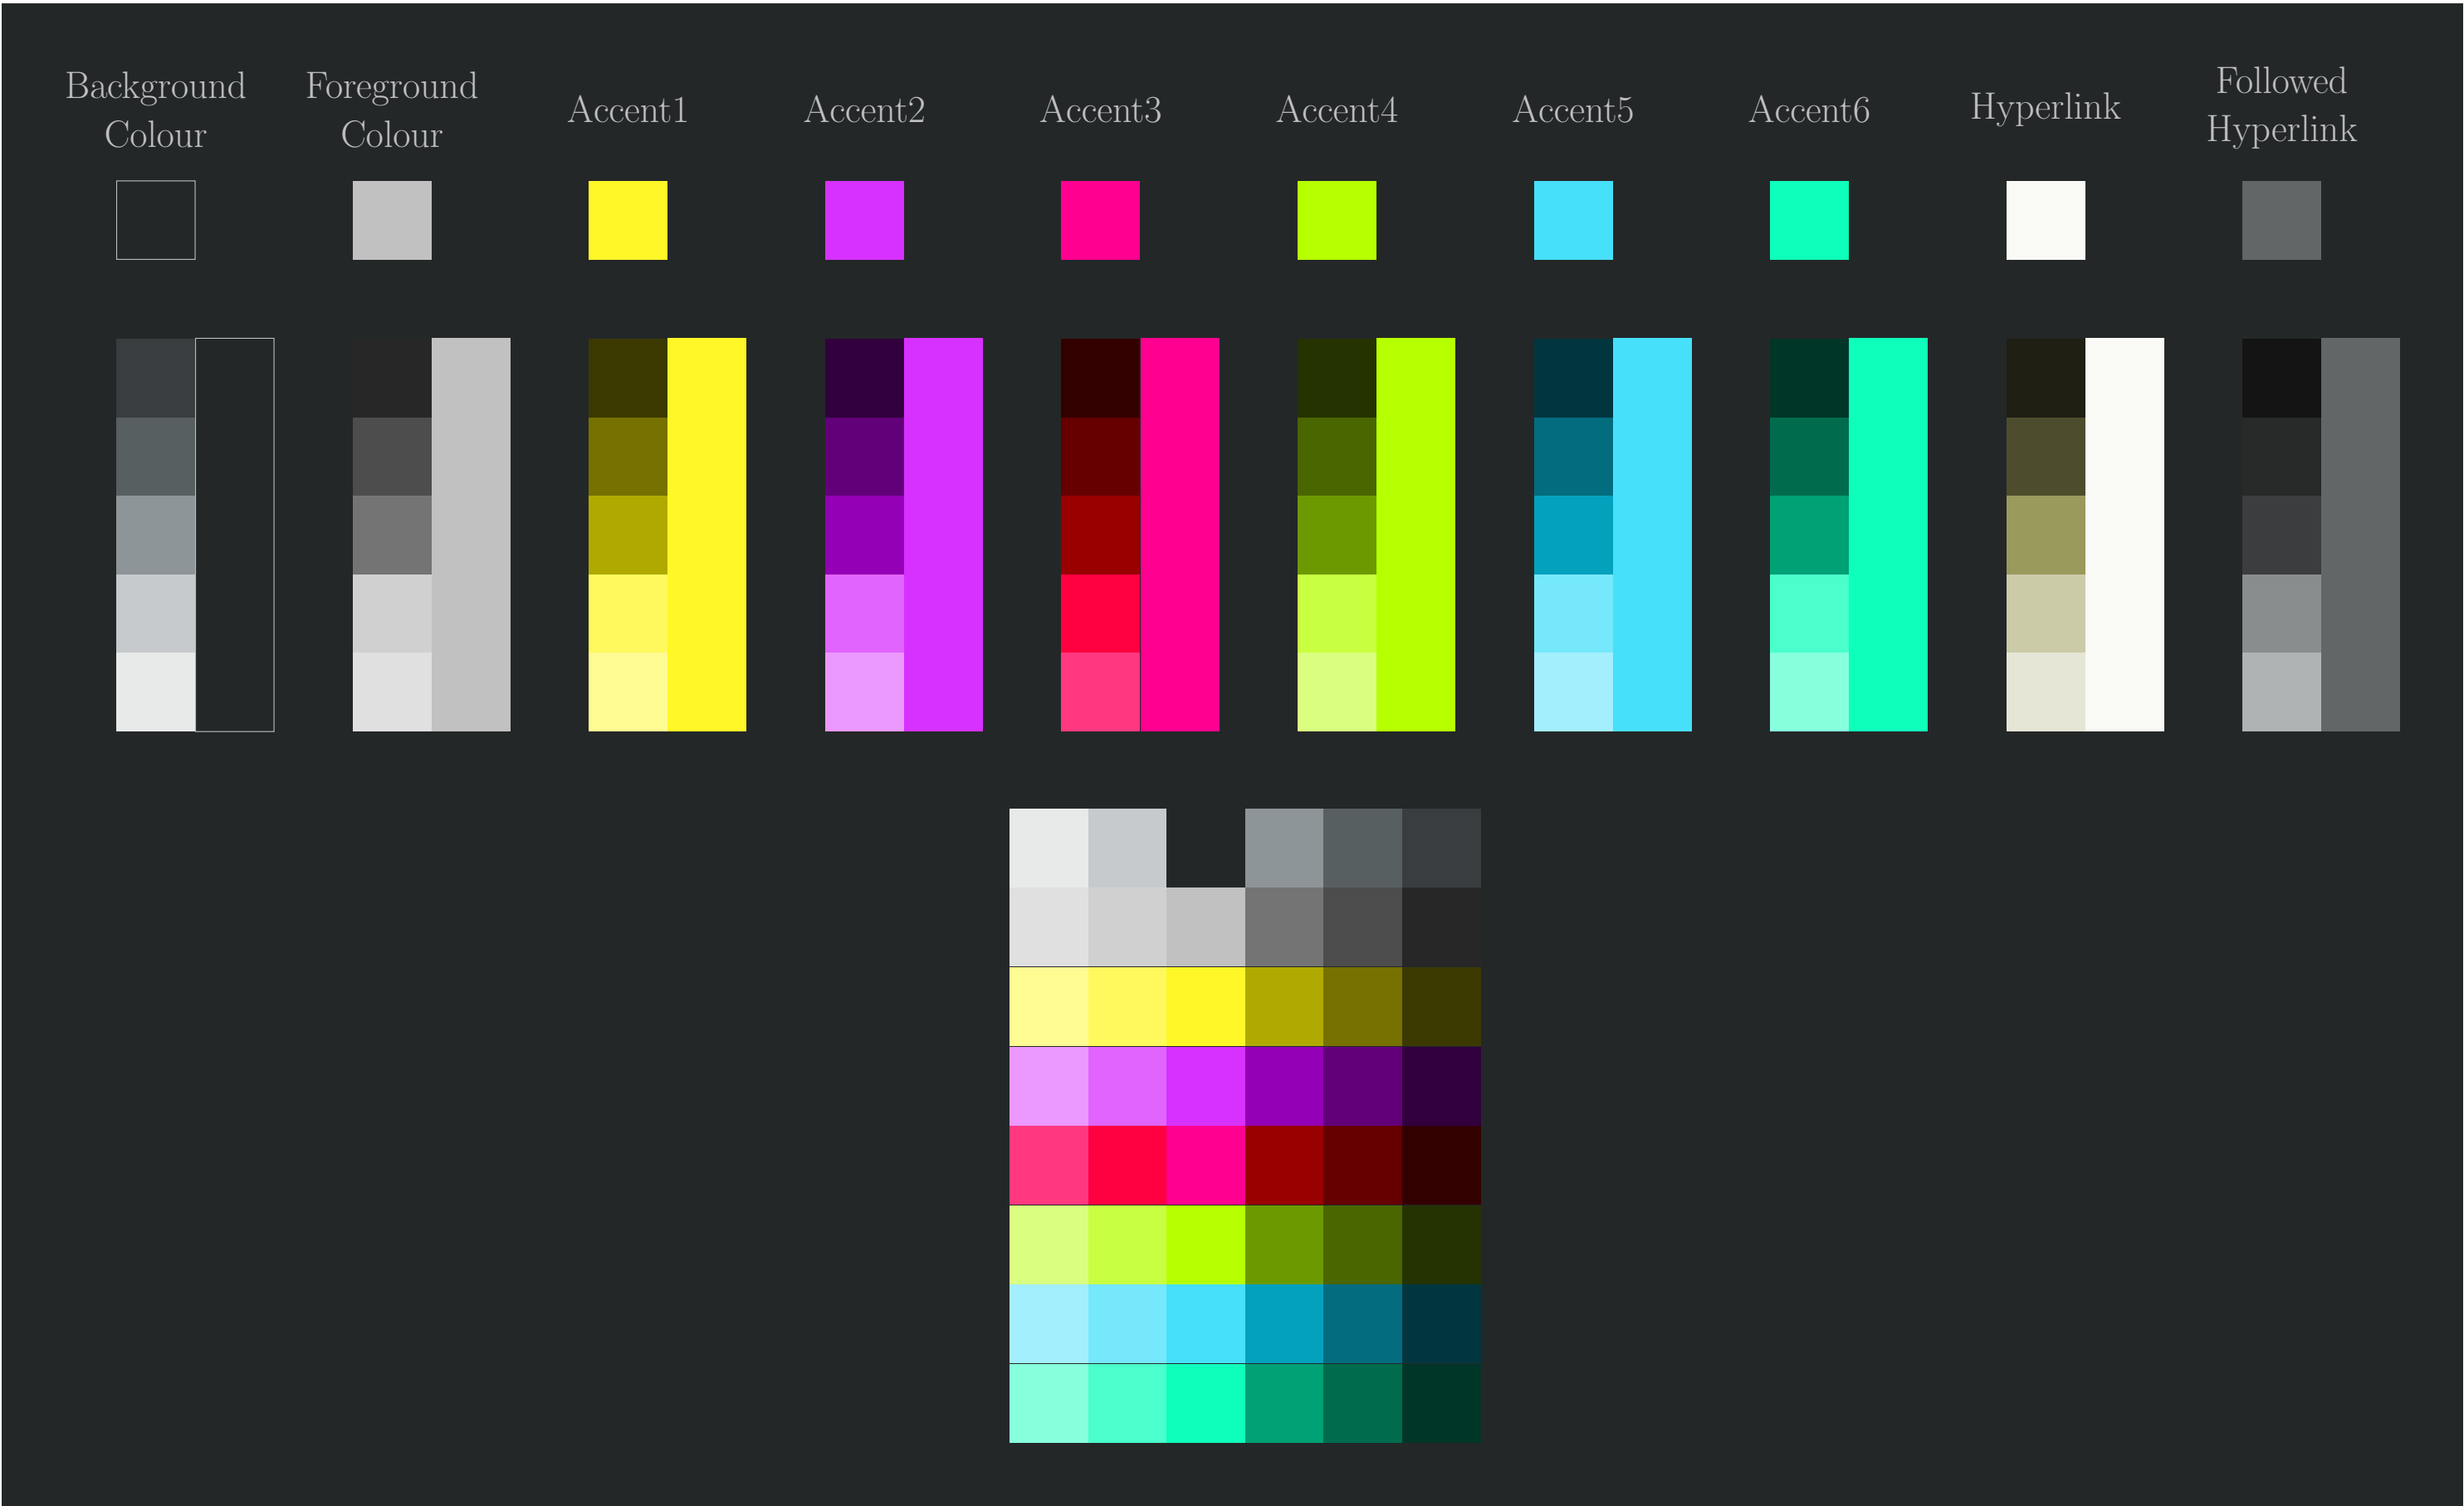 Background
Colour
Foreground
Colour
Accent1
Accent2
Accent3
Accent4
Accent5
Accent6
Hyperlink
Followed
Hyperlink